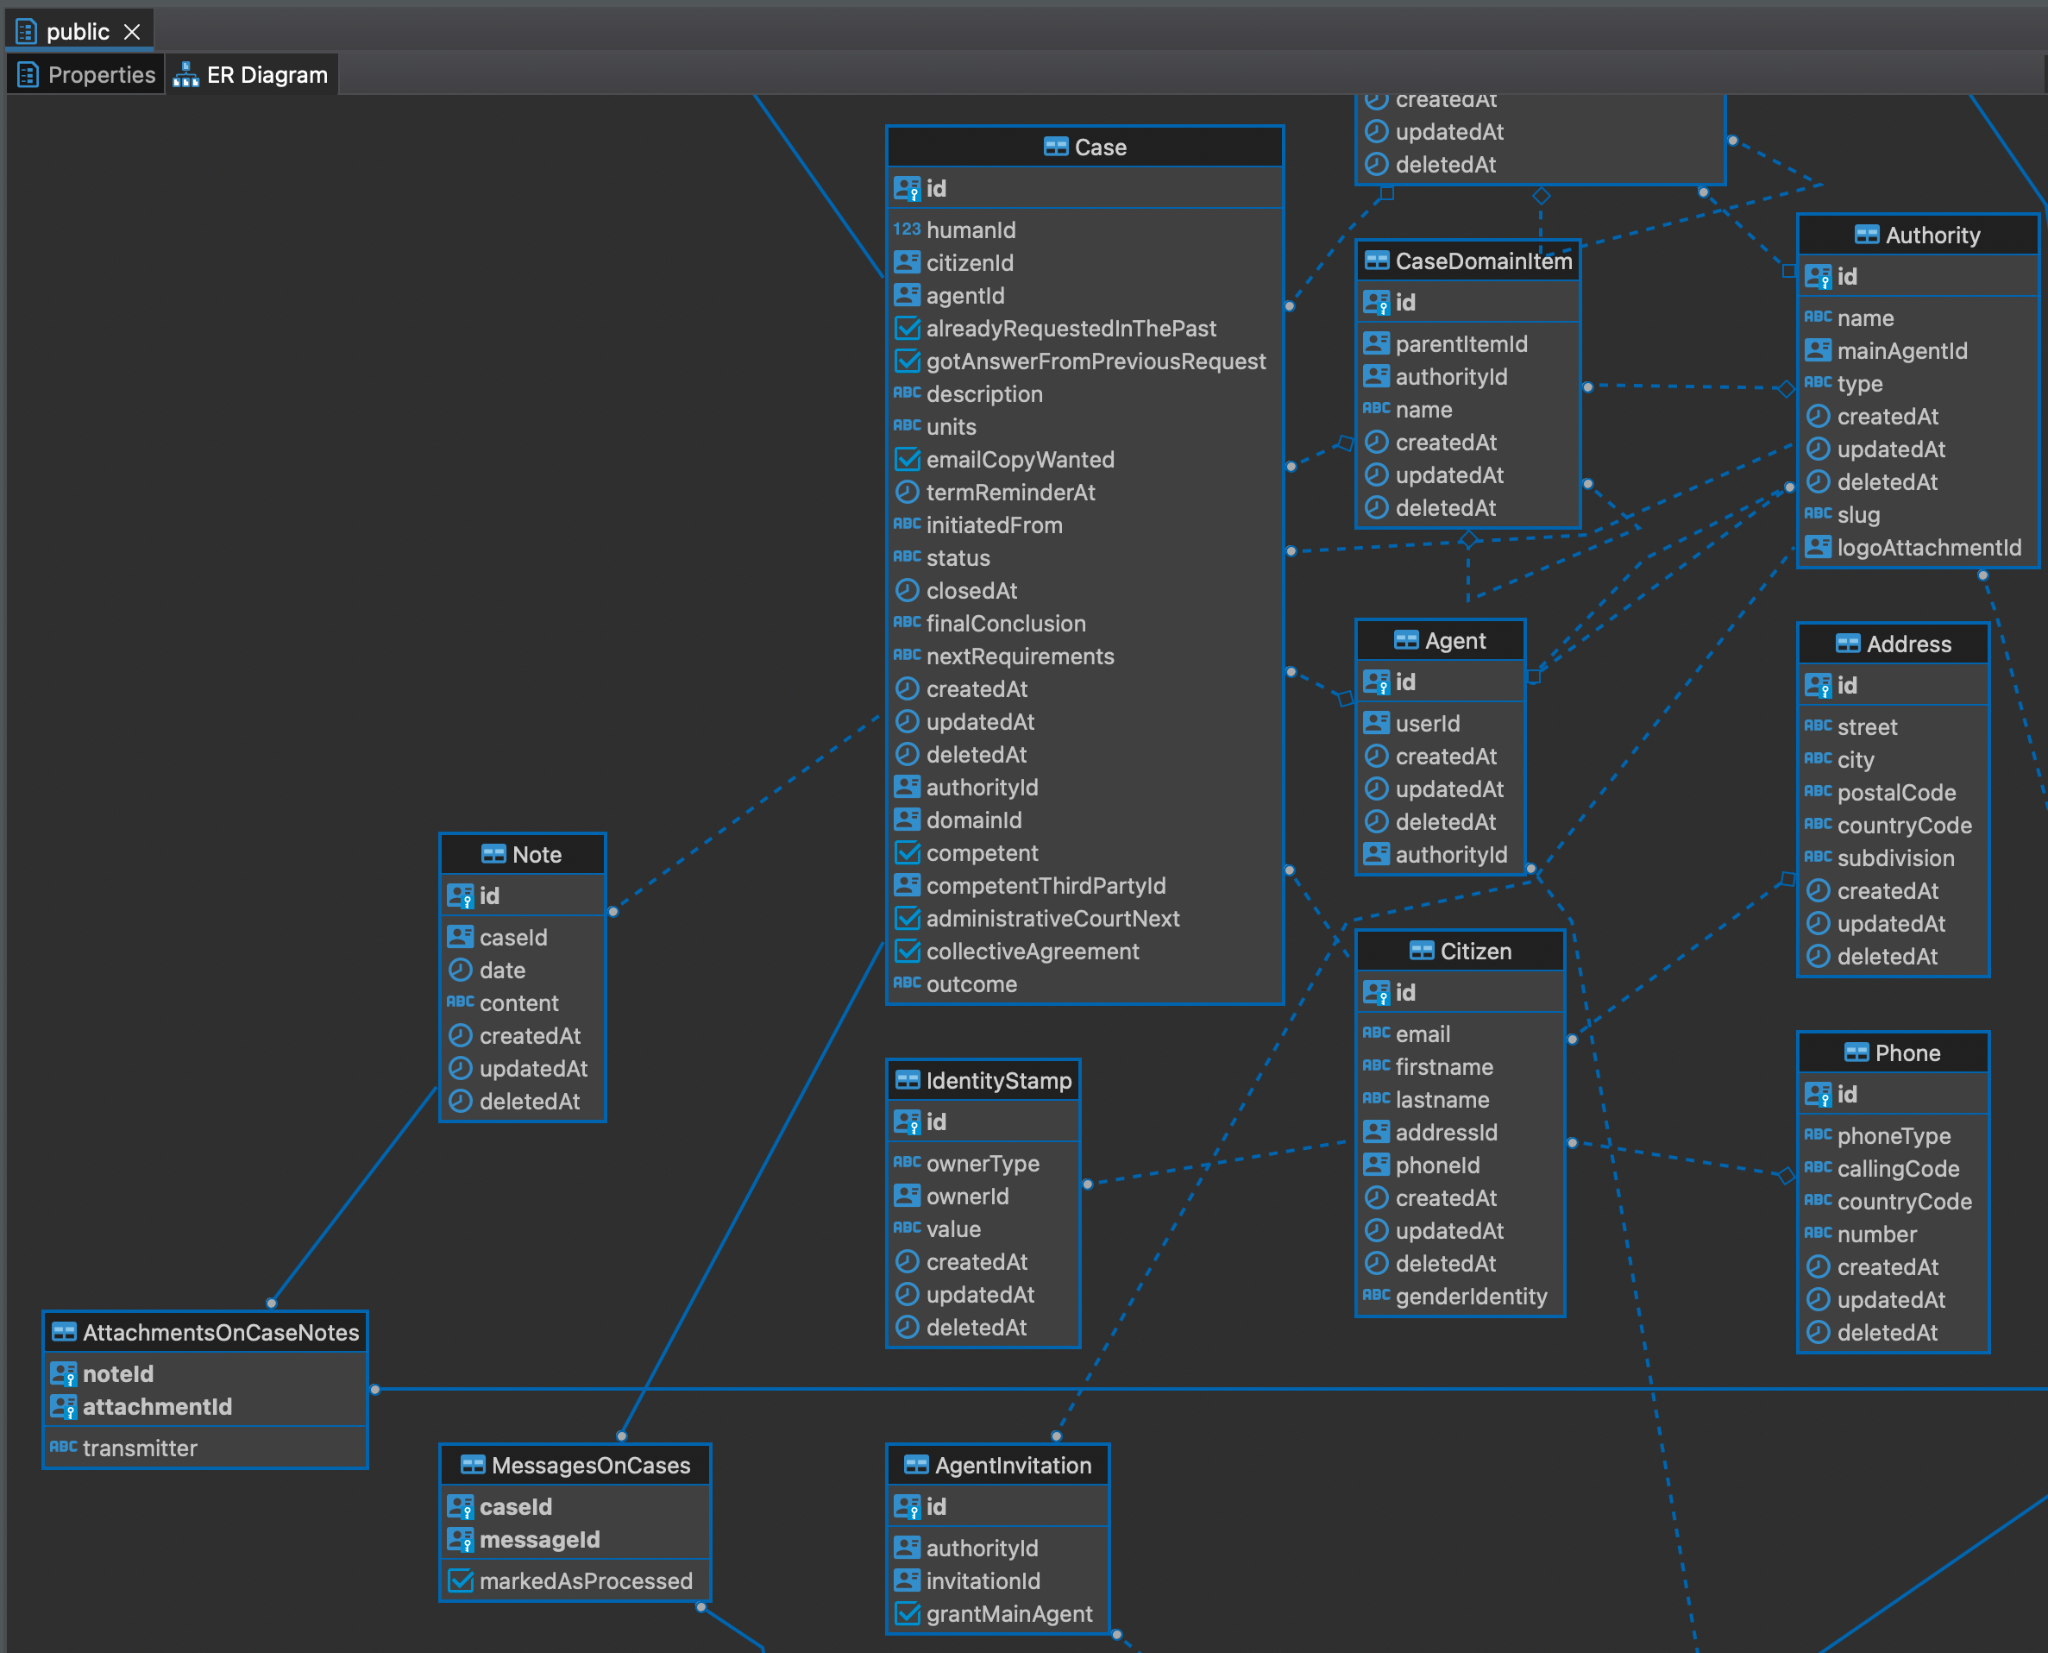 public
Properties
ER Diagram
createdAt
updatedAt
deletedAt
Case
id
123 humanId
citizenId
agentId
alreadyRequestedInThePast
gotAnswerFromPreviousRequest
ABC description
ABC units
emailCopyWanted
termReminderAt
ABC initiatedFrom
ABC status
closedAt
ABC finalConclusion
ABC nextRequirements
createdAt
updatedAt
deletedAt
authorityId
domainId
competent
competentThirdPartyId
administrativeCourtNext
collectiveAgreement
ABC outcome
CaseDomainItem
id
parentItemId
authorityId
ABC name
createdAt
updatedAt
deletedAt
Authority
id
ABC name
mainAgentId
ABC type
createdAt
updatedAt
deletedAt
ABC slug
logoAttachmentId
Agent
id
userId
createdAt
updatedAt
deletedAt
authorityId
Address
id
ABC street
ABC city
ABC postalCode
ABC countryCode
ABC subdivision
createdAt
updatedAt
deletedAt
Note
id
caseId
date
ABC content
createdAt
updatedAt
deletedAt
Citizen
id
ABC email
ABC firstname
ABC lastname
addressId
phoneId
createdAt
updatedAt
deletedAt
ABC genderIdentity
Phone
id
ABC phoneType
ABC callingCode
ABC countryCode
ABC number
createdAt
updatedAt
deletedAt
IdentityStamp
id
ABC ownerType
ownerId
ABC value
createdAt
updatedAt
deletedAt
AttachmentsOnCaseNotes
noteId
attachmentId
ABC transmitter
MessagesOnCases
caseId
messageId
markedAsProcessed
AgentInvitation
id
authorityId
invitationId
grantMainAgent